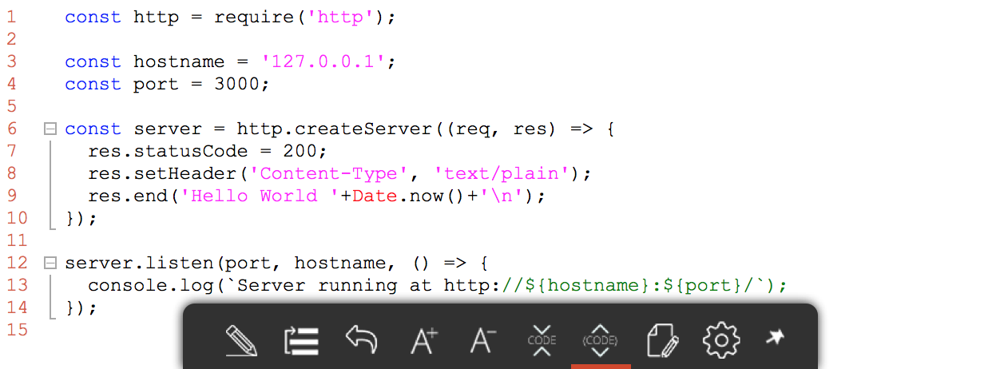 1 const http = require('http');
2
3 const hostname = '127.0.0.1';
4 const port = 3000;
5
6 const server = http.createServer((req, res) => {
7   res.statusCode = 200;
8   res.setHeader('Content-Type', 'text/plain');
9   res.end('Hello World '+Date.now()+'\n');
10 });
11
12 server.listen(port, hostname, () => {
13   console.log(`Server running at http://${hostname}:${port}/`);
14 });
15
A+ A− CODE (CODE)